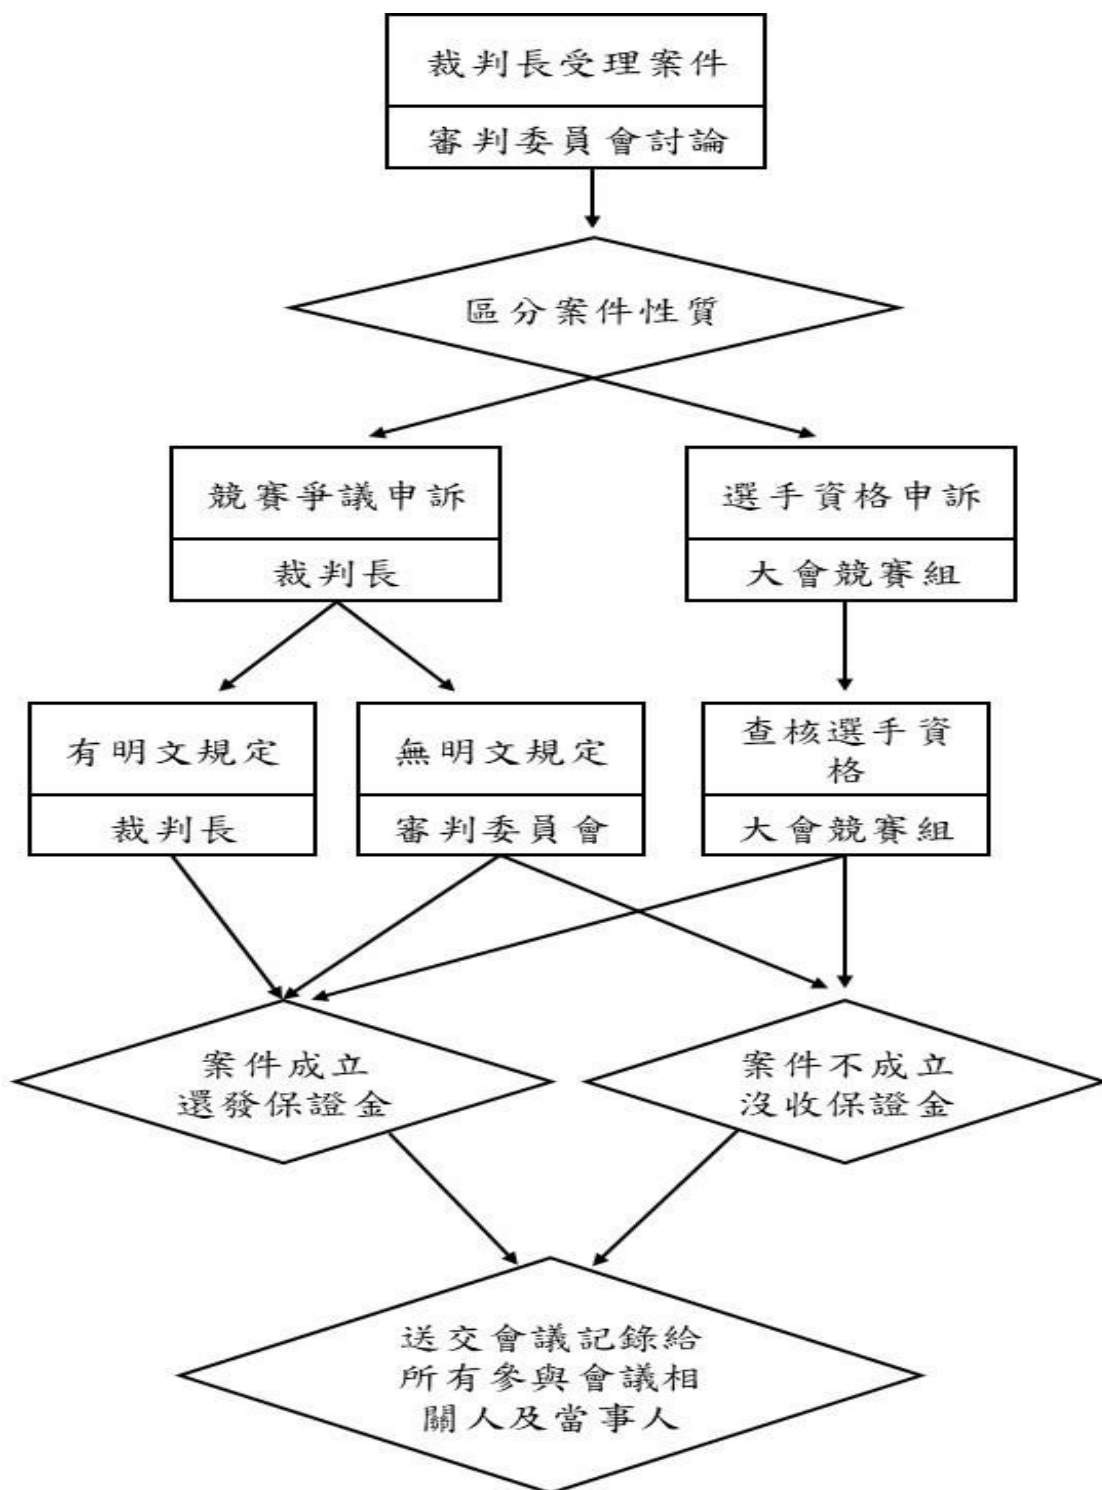 裁判長受理案件
審判委員會討論
區分案件性質
競賽爭議申訴
裁判長
選手資格申訴
大會競賽組
有明文規定
裁判長
無明文規定
審判委員會
查核選手資
格
大會競賽組
案件成立
還發保證金
案件不成立
沒收保證金
送交會議記錄給
所有參與會議相
關人及當事人